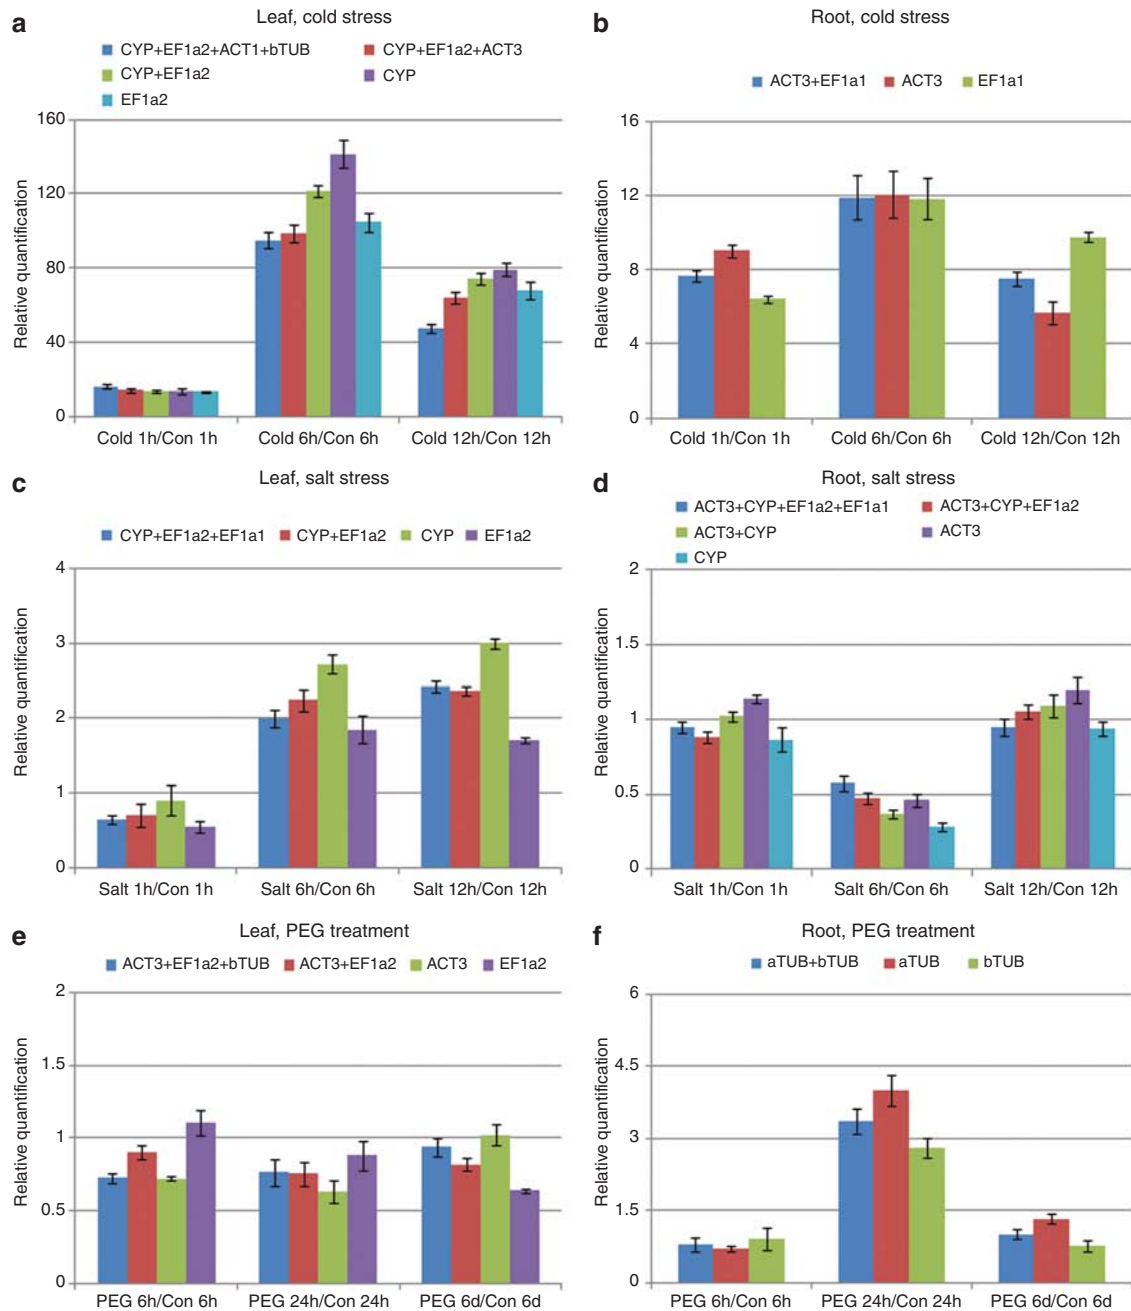 a
Leaf, cold stress
CYP+EF1a2+ACT1+bTUB
CYP+EF1a2+ACT3
CYP+EF1a2
CYP
EF1a2
Relative quantification
160
120
80
40
0
Cold 1h/Con 1h
Cold 6h/Con 6h
Cold 12h/Con 12h
b
Root, cold stress
ACT3+EF1a1
ACT3
EF1a1
Relative quantification
16
12
8
4
0
Cold 1h/Con 1h
Cold 6h/Con 6h
Cold 12h/Con 12h
c
Leaf, salt stress
CYP+EF1a2+EF1a1
CYP+EF1a2
CYP
EF1a2
Relative quantification
4
3
2
1
0
Salt 1h/Con 1h
Salt 6h/Con 6h
Salt 12h/Con 12h
d
Root, salt stress
ACT3+CYP+EF1a2+EF1a1
ACT3+CYP+EF1a2
ACT3+CYP
ACT3
CYP
Relative quantification
2
1.5
1
0.5
0
Salt 1h/Con 1h
Salt 6h/Con 6h
Salt 12h/Con 12h
e
Leaf, PEG treatment
ACT3+EF1a2+bTUB
ACT3+EF1a2
ACT3
EF1a2
Relative quantification
2
1.5
1
0.5
0
PEG 6h/Con 6h
PEG 24h/Con 24h
PEG 6d/Con 6d
f
Root, PEG treatment
aTUB+bTUB
aTUB
bTUB
Relative quantification
6
4.5
3
1.5
0
PEG 6h/Con 6h
PEG 24h/Con 24h
PEG 6d/Con 6d